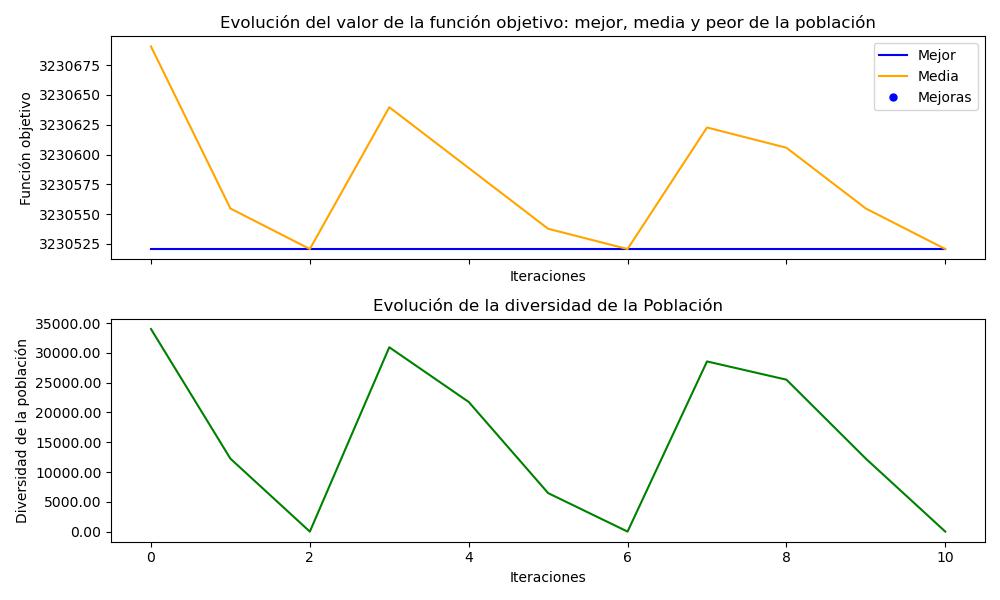 Evolución del valor de la función objetivo: mejor, media y peor de la población
Función objetivo
3230675
3230650
3230625
3230600
3230575
3230550
3230525
Mejor
Media
Mejoras
Iteraciones
Evolución de la diversidad de la Población
Diversidad de la población
35000.00
30000.00
25000.00
20000.00
15000.00
10000.00
5000.00
0.00
0 2 4 6 8 10
Iteraciones